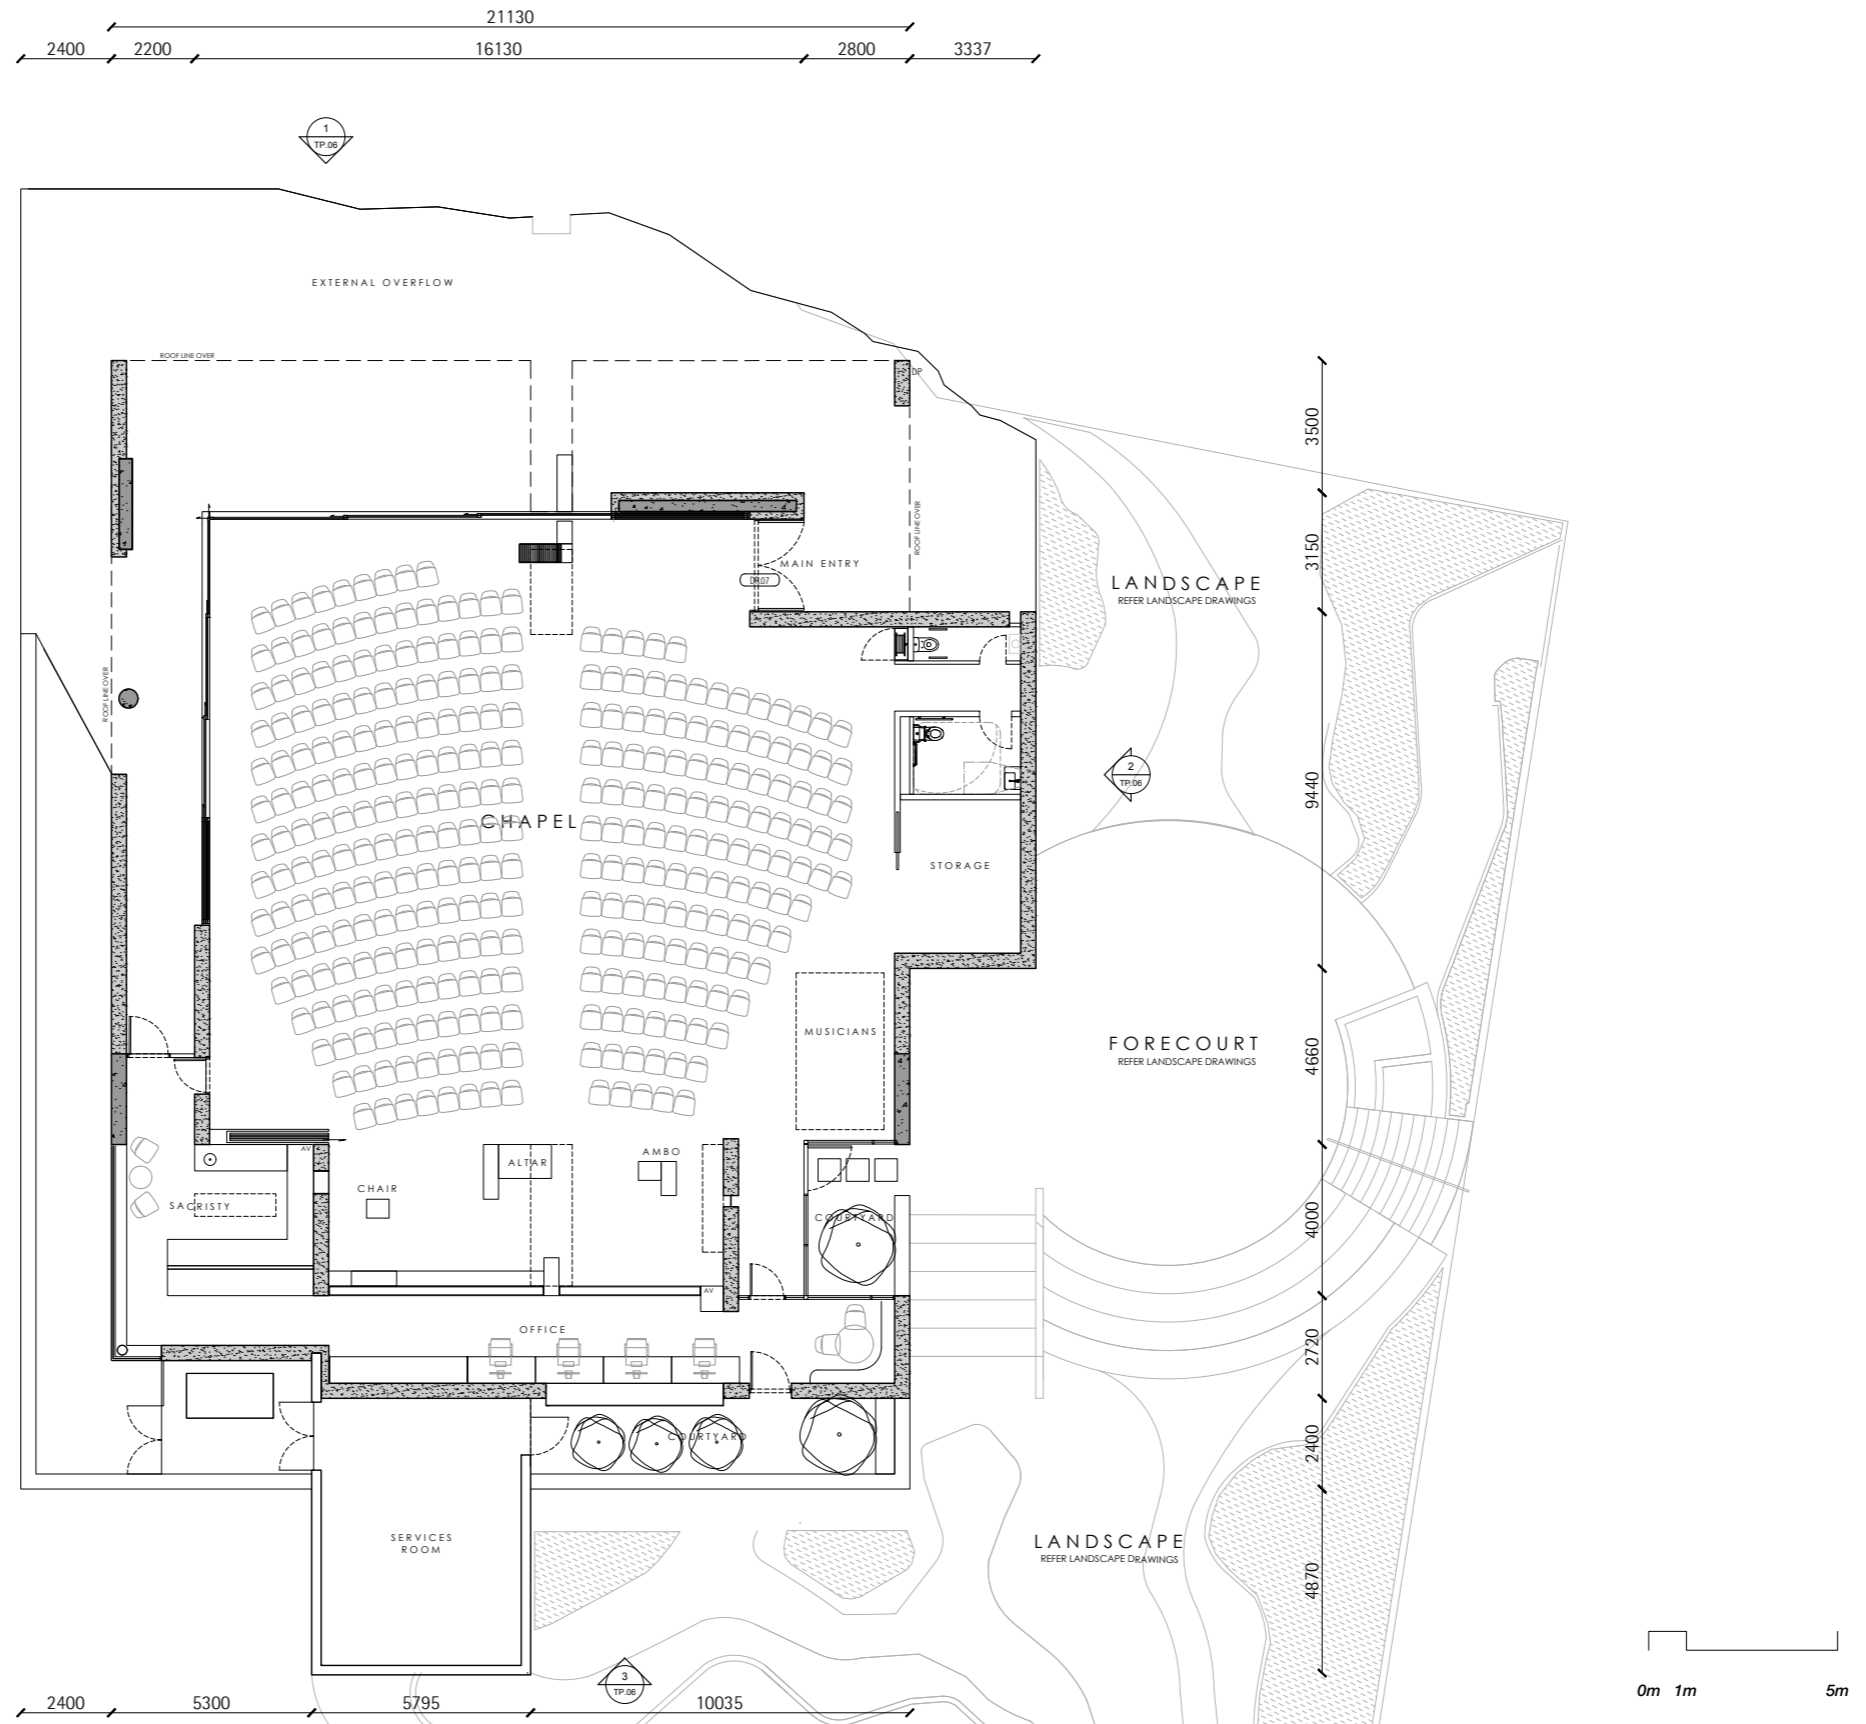 21130
2400 2200 16130 2800 3337
1
TP.06
EXTERNAL OVERFLOW
ROOF LINE OVER
DP
3500
ROOF LINE OVER
3150
MAIN ENTRY
DR.07
LANDSCAPE
REFER LANDSCAPE DRAWINGS
ROOF LINE OVER
2
TP.06
9440
CHAPEL
STORAGE
MUSICIANS
FORECOURT
REFER LANDSCAPE DRAWINGS
4660
AV
ALTAR
AMBO
CHAIR
SACRISTY
COURTYARD
4000
AV
OFFICE
2720
COURTYARD
2400
SERVICES
ROOM
LANDSCAPE
REFER LANDSCAPE DRAWINGS
4870
3
TP.06
0m 1m 5m
2400 5300 5795 10035